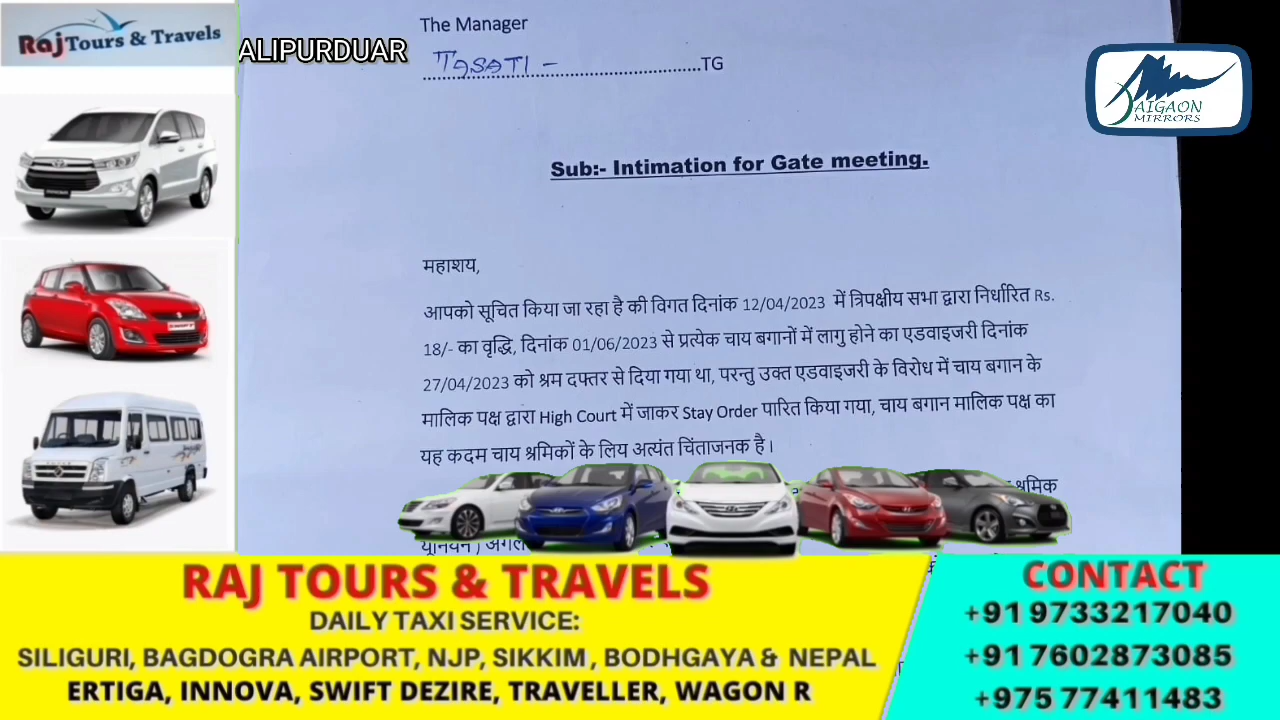 Raj Tours & Travels
ALIPURDUAR
The Manager
TASATI -
TG
JAIGAON
MIRRORS
Sub:- Intimation for Gate meeting.
महाशय,
आपको सूचित किया जा रहा है की विगत दिनांक 12/04/2023 में त्रिपक्षीय सभा द्वारा निर्धारित Rs.
18/- का वृद्धि, दिनांक 01/06/2023 से प्रत्येक चाय बगानों में लागु होने का एडवाइजरी दिनांक
27/04/2023 को श्रम दफ्तर से दिया गया था, परन्तु उक्त एडवाइजरी के विरोध में चाय बगान के
मालिक पक्ष द्वारा High Court में जाकर Stay Order पारित किया गया, चाय बगान मालिक पक्ष का
यह कदम चाय श्रमिकों के लिय अत्यंत चिंताजनक है।
श्रमिक
RAJ TOURS & TRAVELS
DAILY TAXI SERVICE:
SILIGURI, BAGDOGRA AIRPORT, NJP, SIKKIM , BODHGAYA & NEPAL
ERTIGA, INNOVA, SWIFT DEZIRE, TRAVELLER, WAGON R
CONTACT
+91 9733217040
+91 7602873085
+975 77411483